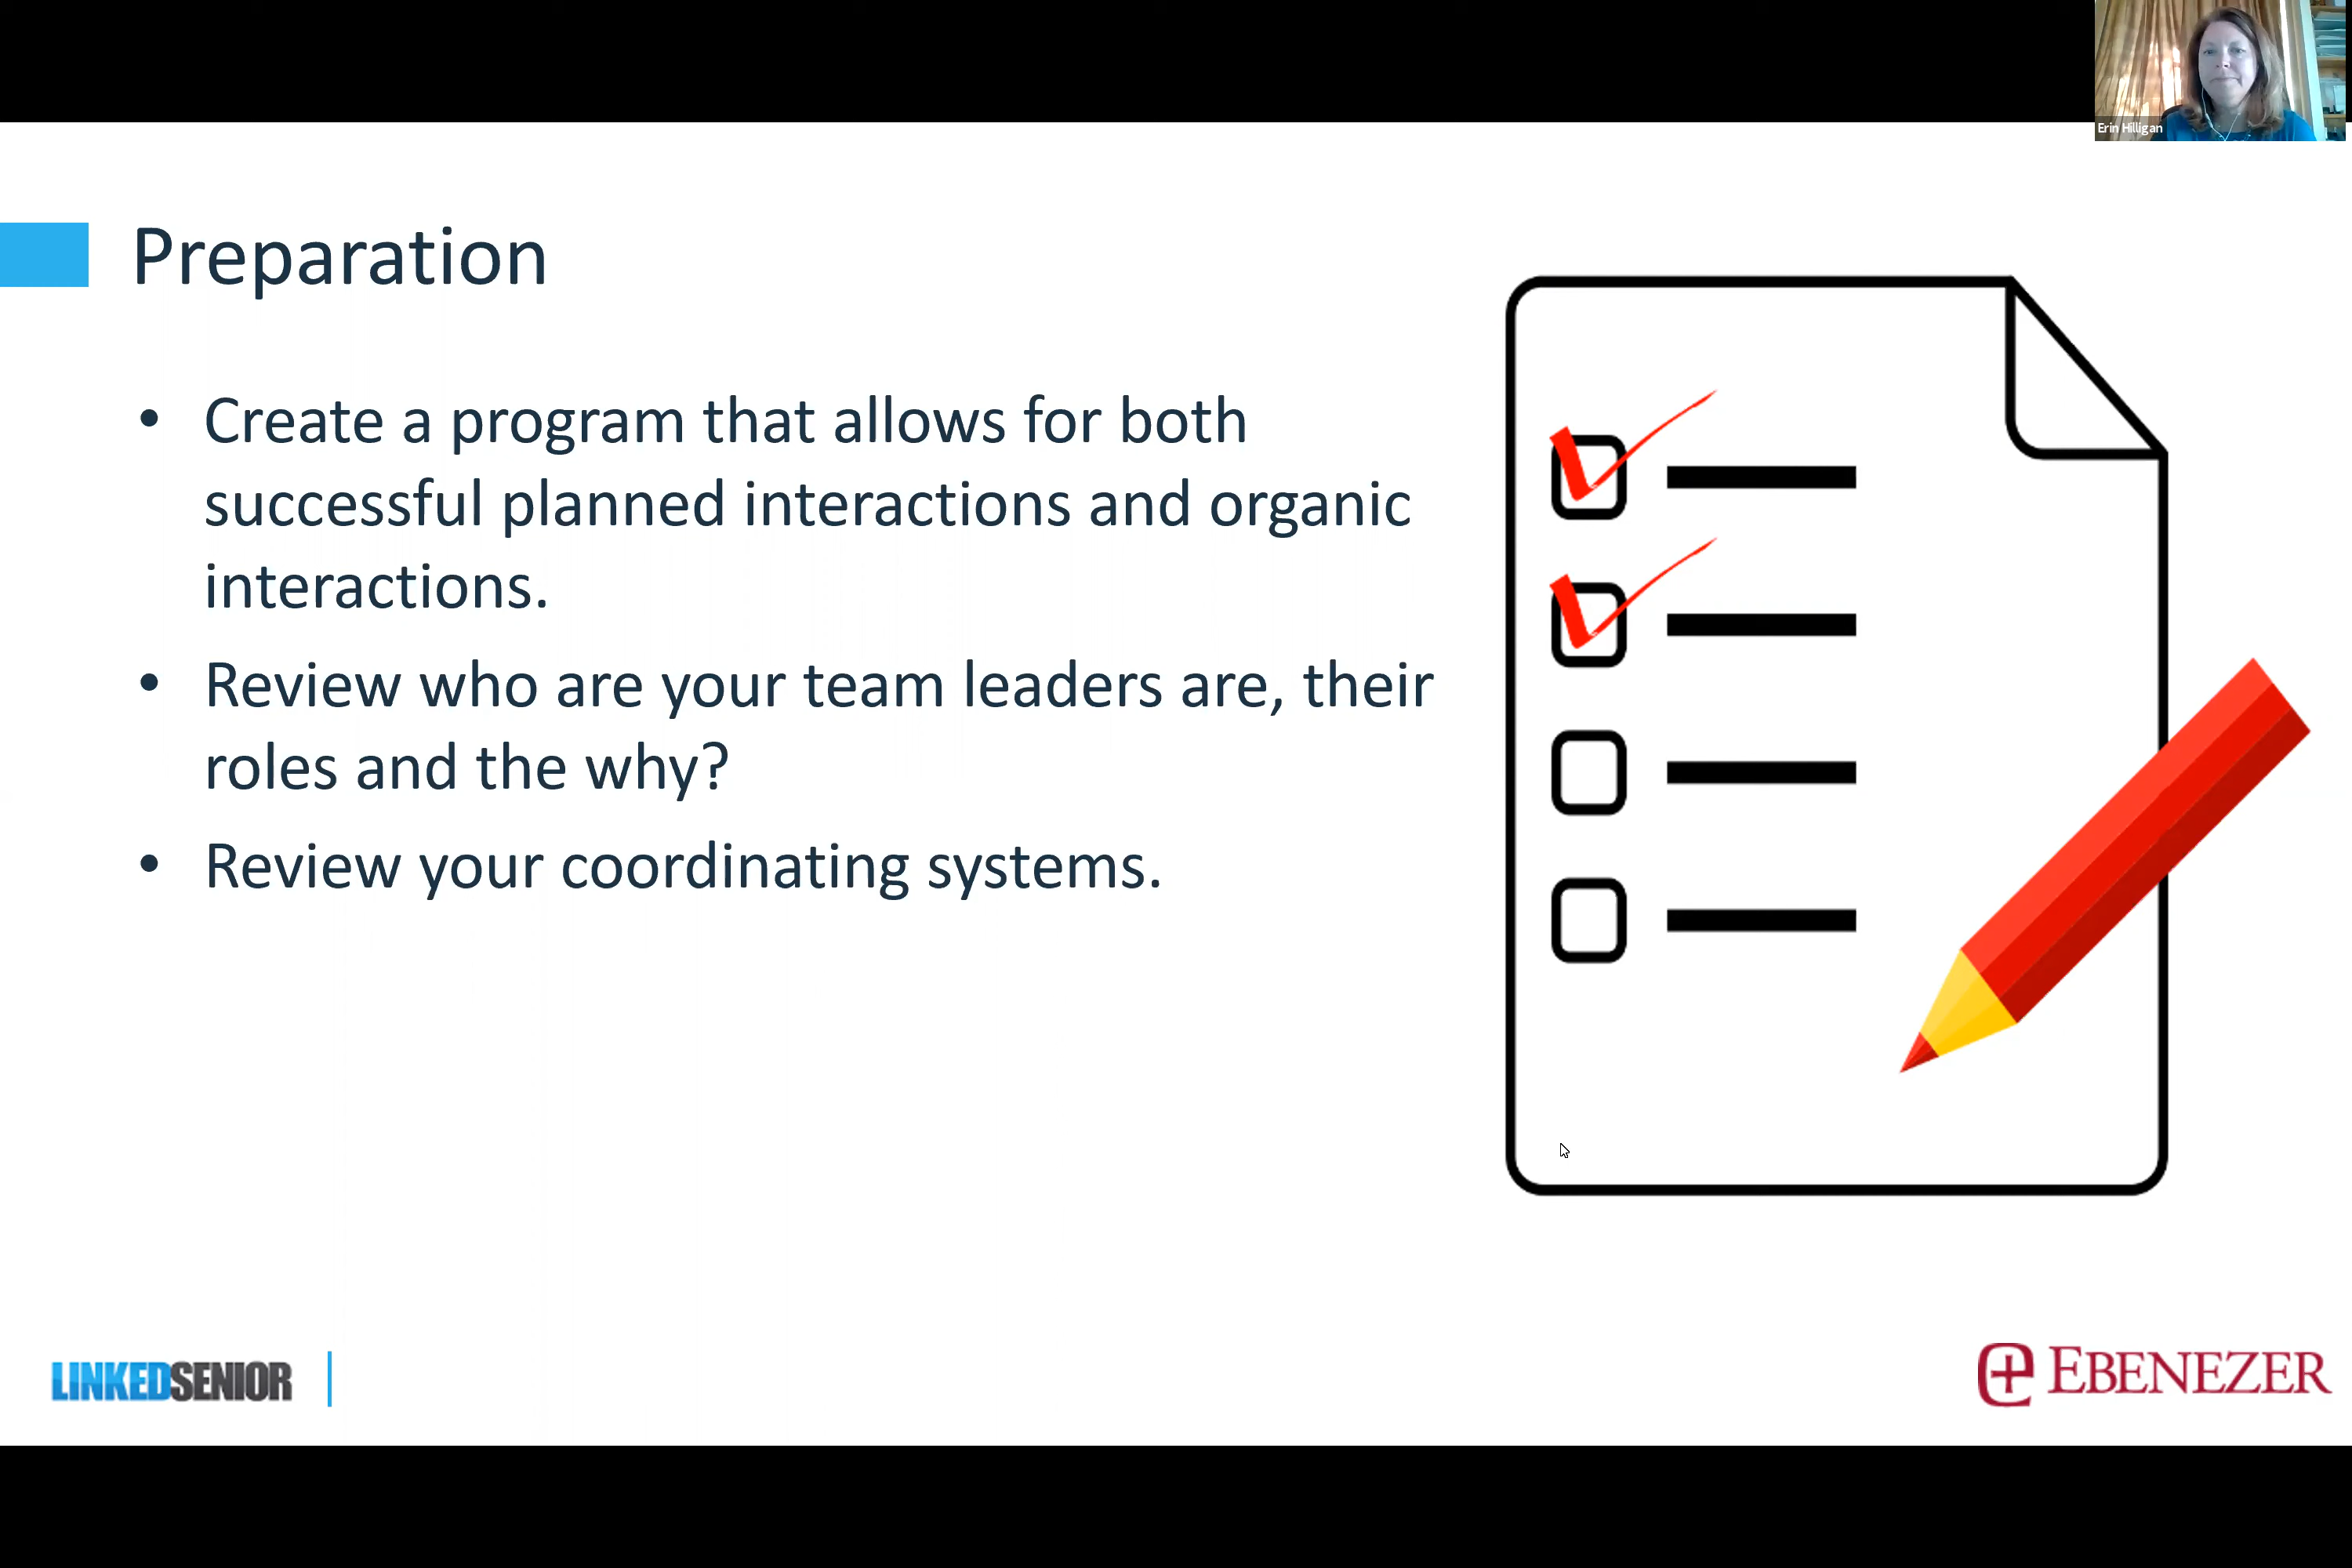 Erin Hilligan
Preparation
• Create a program that allows for both
successful planned interactions and organic
interactions.
• Review who are your team leaders are, their
roles and the why?
• Review your coordinating systems.
LINKEDSENIOR
EBENEZER